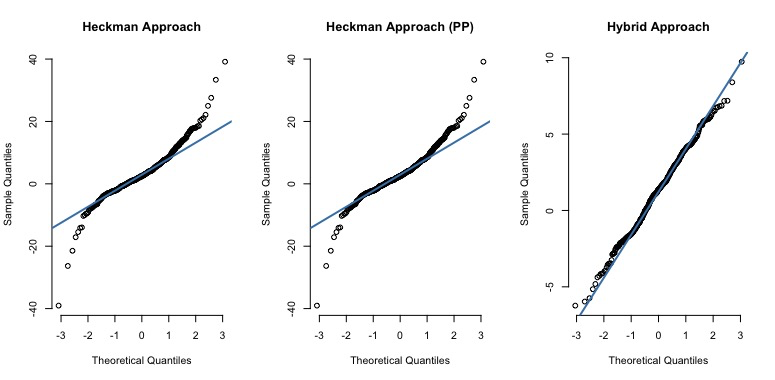 Heckman Approach
Sample Quantiles
40
20
0
-20
-40
-3 -2 -1 0 1 2 3
Theoretical Quantiles
Heckman Approach (PP)
Sample Quantiles
40
20
0
-20
-40
-3 -2 -1 0 1 2 3
Theoretical Quantiles
Hybrid Approach
Sample Quantiles
10
5
0
-5
-3 -2 -1 0 1 2 3
Theoretical Quantiles